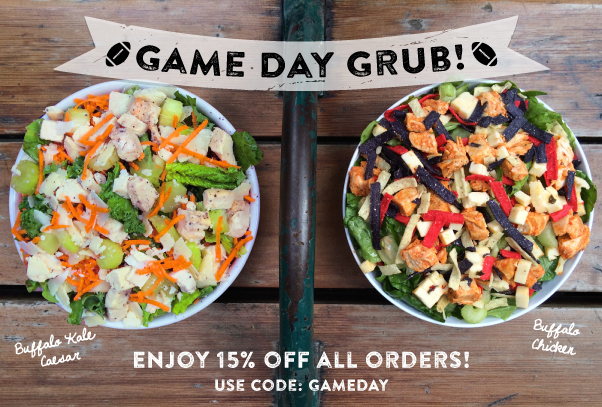 GAME DAY GRUB!
Buffalo Kale
Caesar
Buffalo
Chicken
ENJOY 15% OFF ALL ORDERS!
USE CODE: GAMEDAY